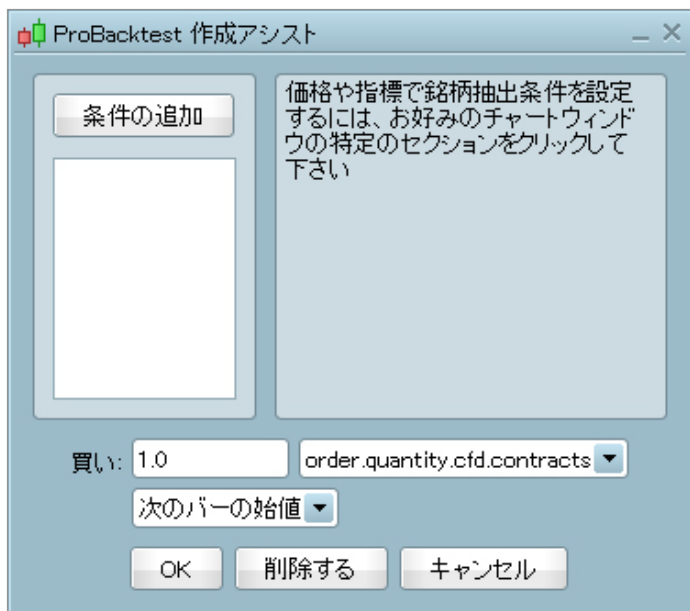 ProBacktest 作成アシスト
条件の追加
価格や指標で銘柄抽出条件を設定
するには、お好みのチャートウィンド
ウの特定のセクションをクリックして
下さい
買い: 1.0 order.quantity.cfd.contracts
次のバーの始値
OK 削除する キャンセル